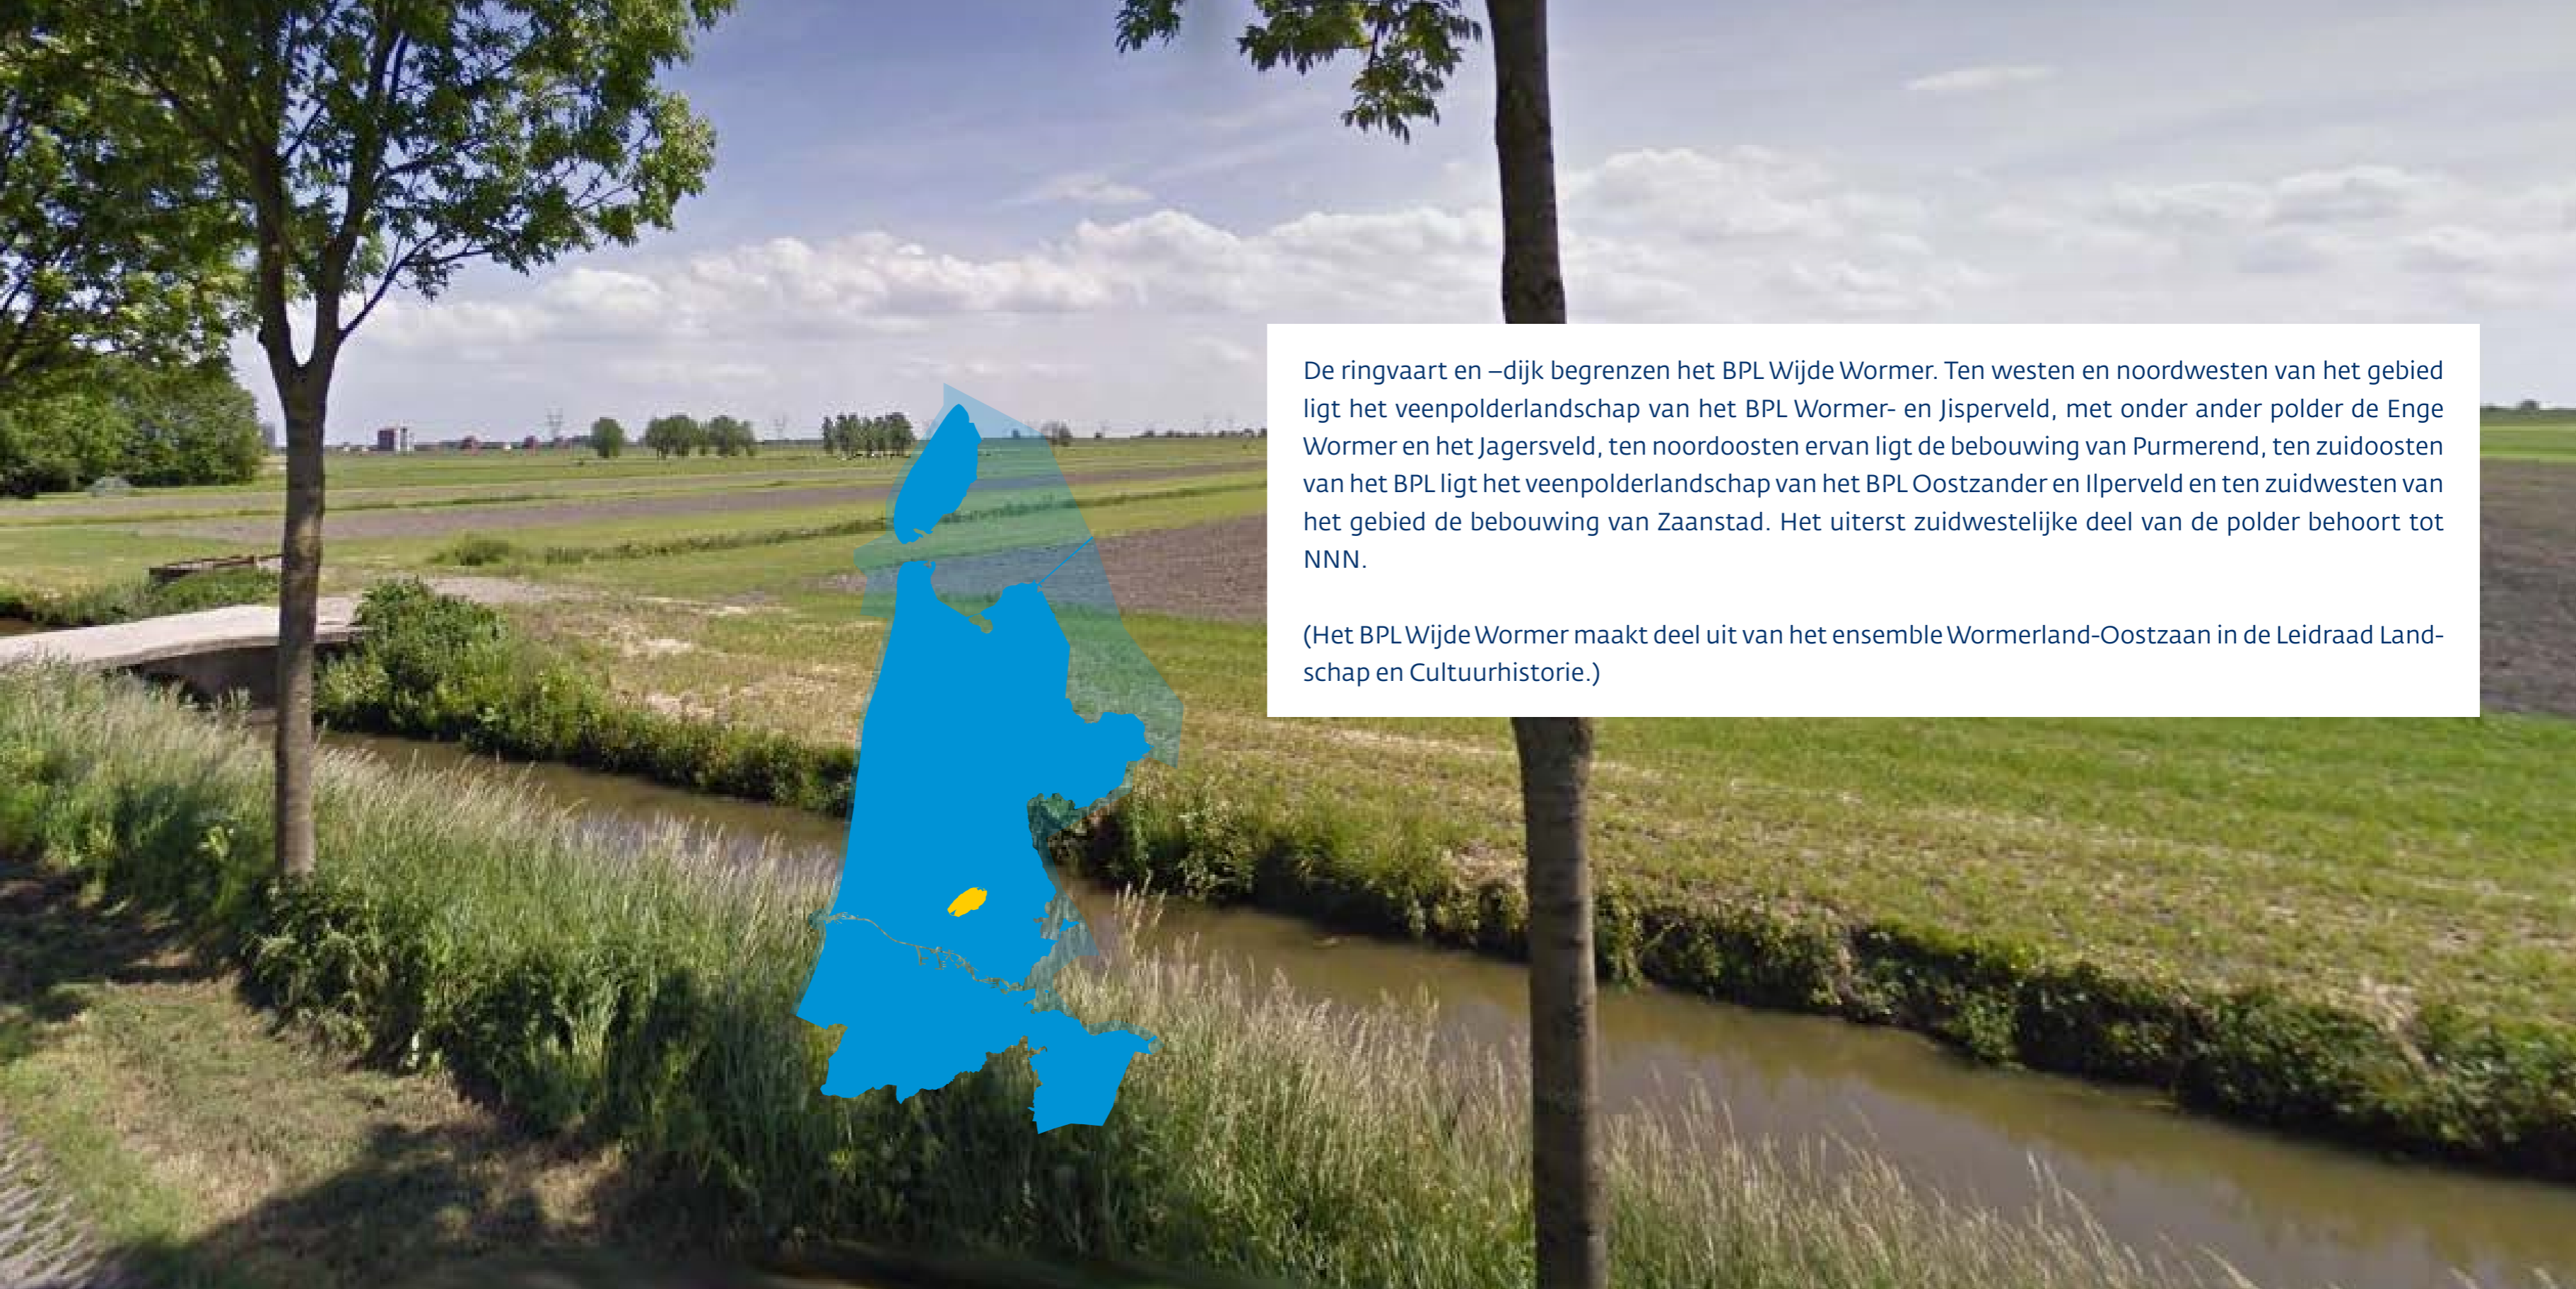 De ringvaart en –dijk begrenzen het BPL Wijde Wormer. Ten westen en noordwesten van het gebied
ligt het veenpolderlandschap van het BPL Wormer- en Jisperveld, met onder ander polder de Enge
Wormer en het Jagersveld, ten noordoosten ervan ligt de bebouwing van Purmerend, ten zuidoosten
van het BPL ligt het veenpolderlandschap van het BPL Oostzander en Ilperveld en ten zuidwesten van
het gebied de bebouwing van Zaanstad. Het uiterst zuidwestelijke deel van de polder behoort tot
NNN.

(Het BPL Wijde Wormer maakt deel uit van het ensemble Wormerland-Oostzaan in de Leidraad Land-
schap en Cultuurhistorie.)